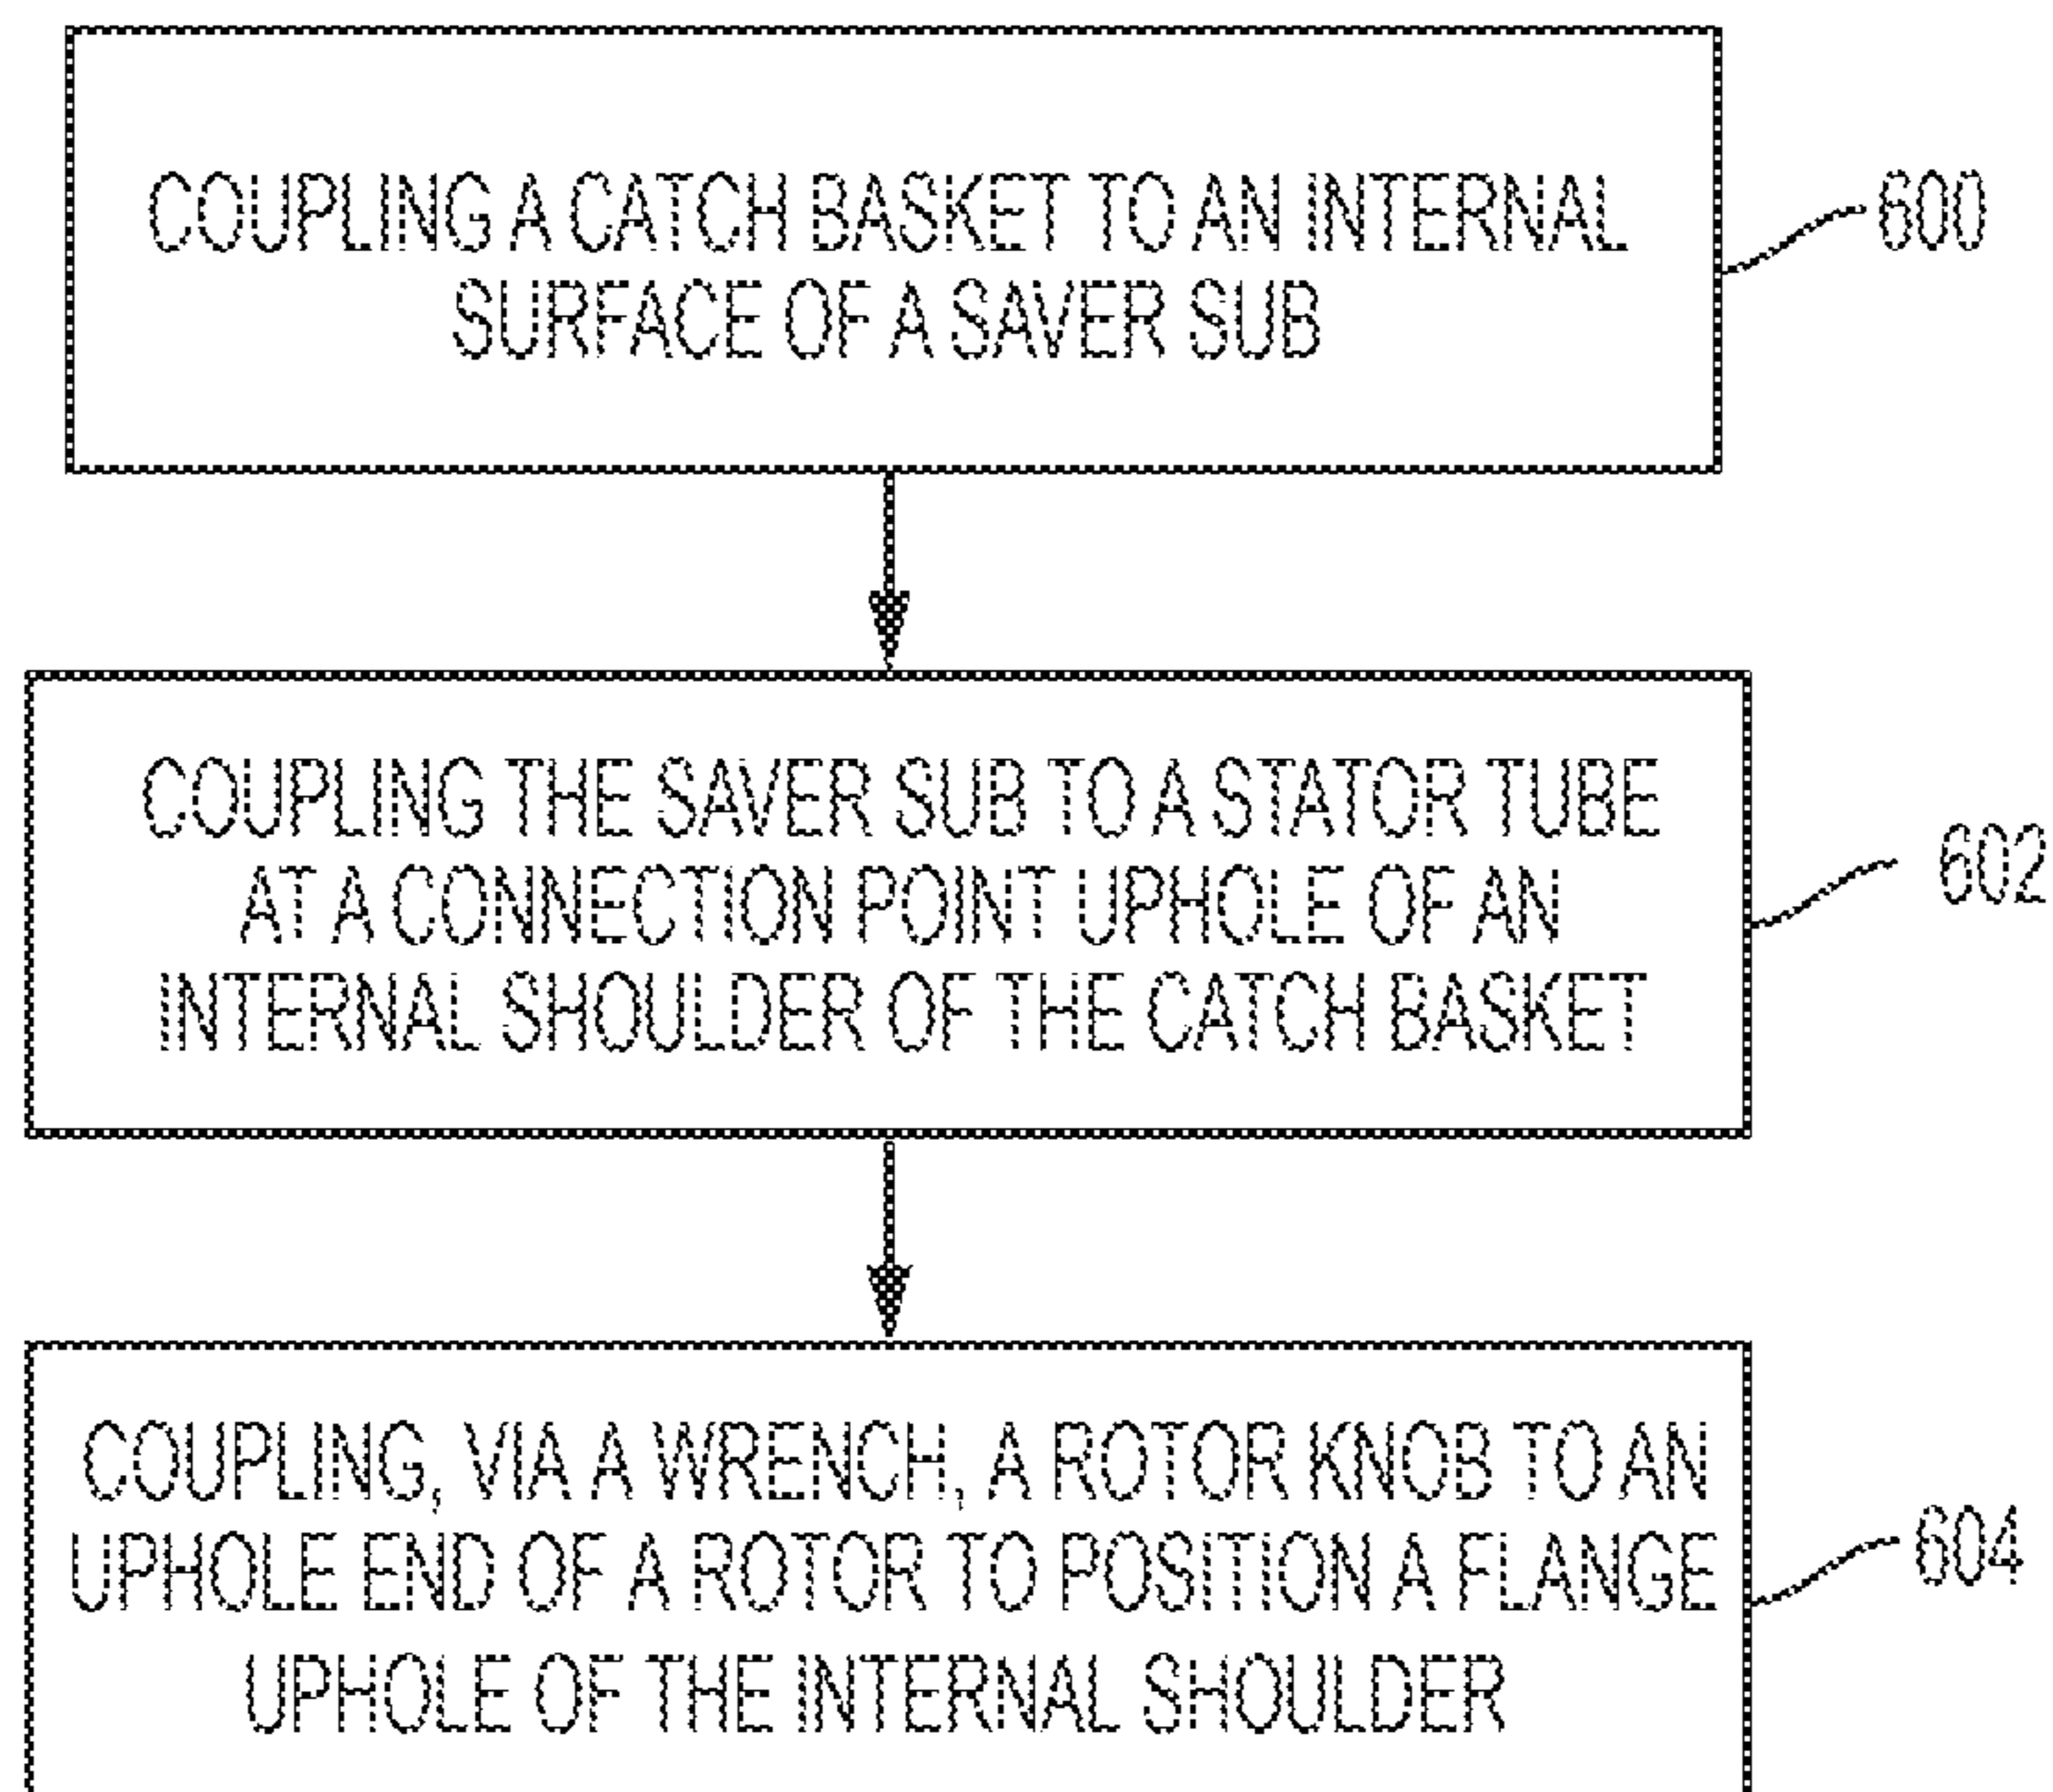 COUPLING A CATCH BASKET TO AN INTERNAL
SURFACE OF A SAVER SUB
600
COUPLING THE SAVER SUB TO A STATOR TUBE
AT A CONNECTION POINT UPHOLE OF AN
INTERNAL SHOULDER OF THE CATCH BASKET
602
COUPLING, VIA A WRENCH, A ROTOR KNOB TO AN
UPHOLE END OF A ROTOR TO POSITION A FLANGE
UPHOLE OF THE INTERNAL SHOULDER
604